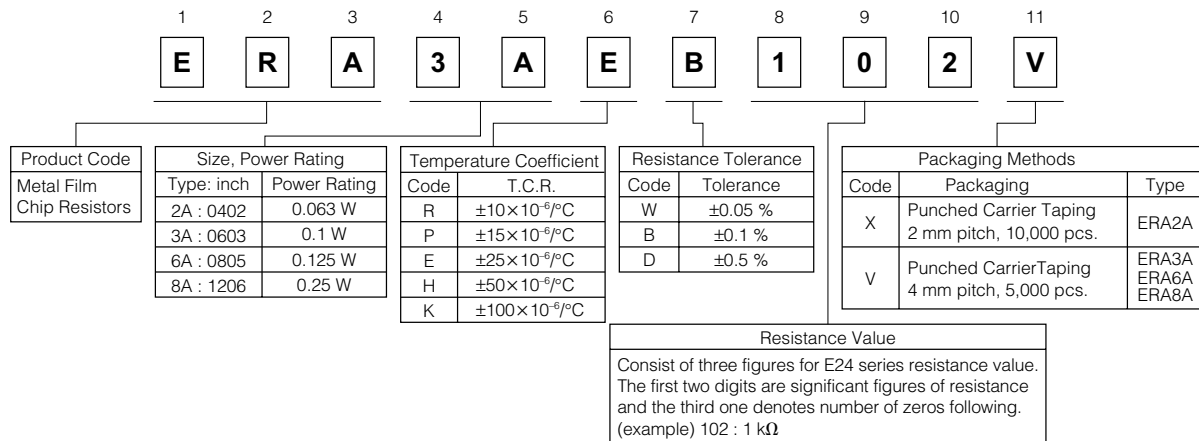 1 2 3 4 5 6 7 8 9 10 11
E R A 3 A E B 1 0 2 V
Product Code
Metal Film
Chip Resistors
Size, Power Rating
Type: inch Power Rating
2A : 0402 0.063 W
3A : 0603 0.1 W
6A : 0805 0.125 W
8A : 1206 0.25 W
Temperature Coefficient
Code T.C.R.
R ±10×10⁻⁶/°C
P ±15×10⁻⁶/°C
E ±25×10⁻⁶/°C
H ±50×10⁻⁶/°C
K ±100×10⁻⁶/°C
Resistance Tolerance
Code Tolerance
W ±0.05 %
B ±0.1 %
D ±0.5 %
Packaging Methods
Code Packaging Type
X Punched Carrier Taping
2 mm pitch, 10,000 pcs. ERA2A
V Punched CarrierTaping
4 mm pitch, 5,000 pcs. ERA3A
ERA6A
ERA8A
Resistance Value
Consist of three figures for E24 series resistance value.
The first two digits are significant figures of resistance
and the third one denotes number of zeros following.
(example) 102 : 1 kΩ